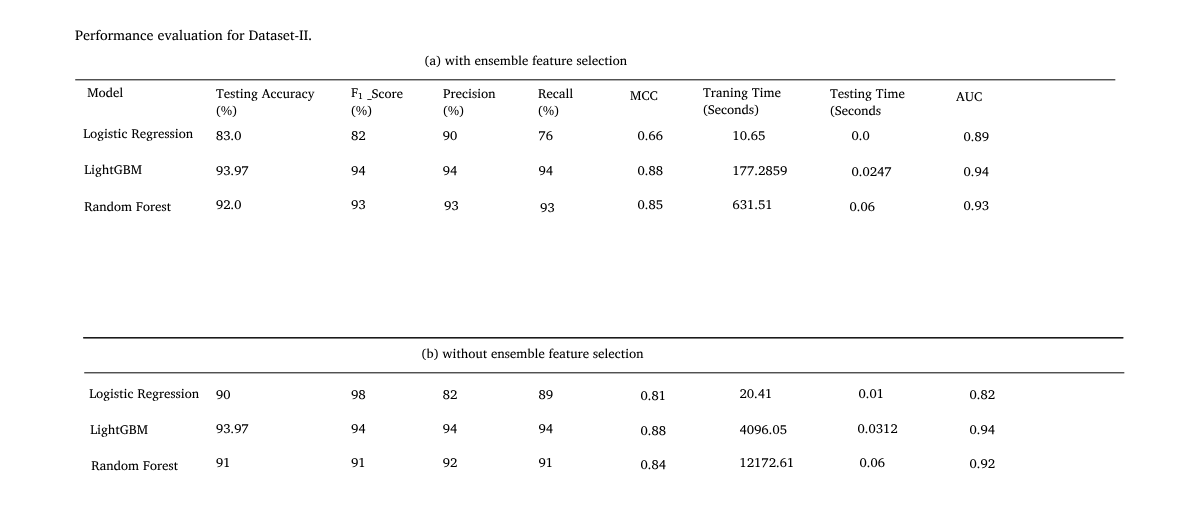 Performance evaluation for Dataset-II.
(a) with ensemble feature selection
Model Testing Accuracy (%) F1 _Score (%) Precision (%) Recall (%) MCC Traning Time (Seconds) Testing Time (Seconds AUC
Logistic Regression 83.0 82 90 76 0.66 10.65 0.0 0.89
LightGBM 93.97 94 94 94 0.88 177.2859 0.0247 0.94
Random Forest 92.0 93 93 93 0.85 631.51 0.06 0.93
(b) without ensemble feature selection
Logistic Regression 90 98 82 89 0.81 20.41 0.01 0.82
LightGBM 93.97 94 94 94 0.88 4096.05 0.0312 0.94
Random Forest 91 91 92 91 0.84 12172.61 0.06 0.92